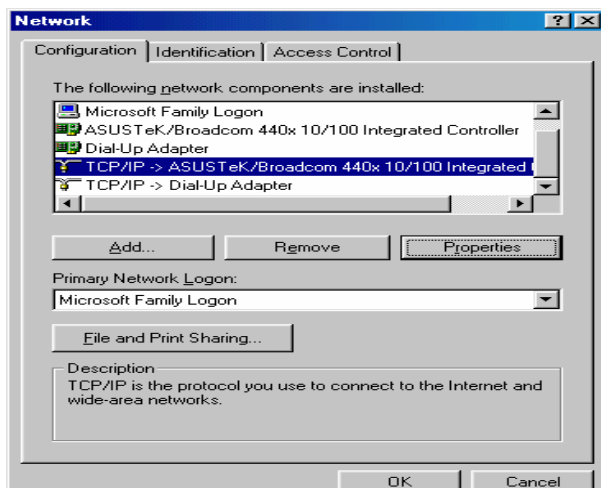 Network
Configuration Identification Access Control
The following network components are installed:
Microsoft Family Logon
ASUSTeK/Broadcom 440x 10/100 Integrated Controller
Dial-Up Adapter
TCP/IP -> ASUSTeK/Broadcom 440x 10/100 Integrated
TCP/IP -> Dial-Up Adapter
Add... Remove Properties
Primary Network Logon:
Microsoft Family Logon
File and Print Sharing...
Description
TCP/IP is the protocol you use to connect to the Internet and
wide-area networks.
OK Cancel